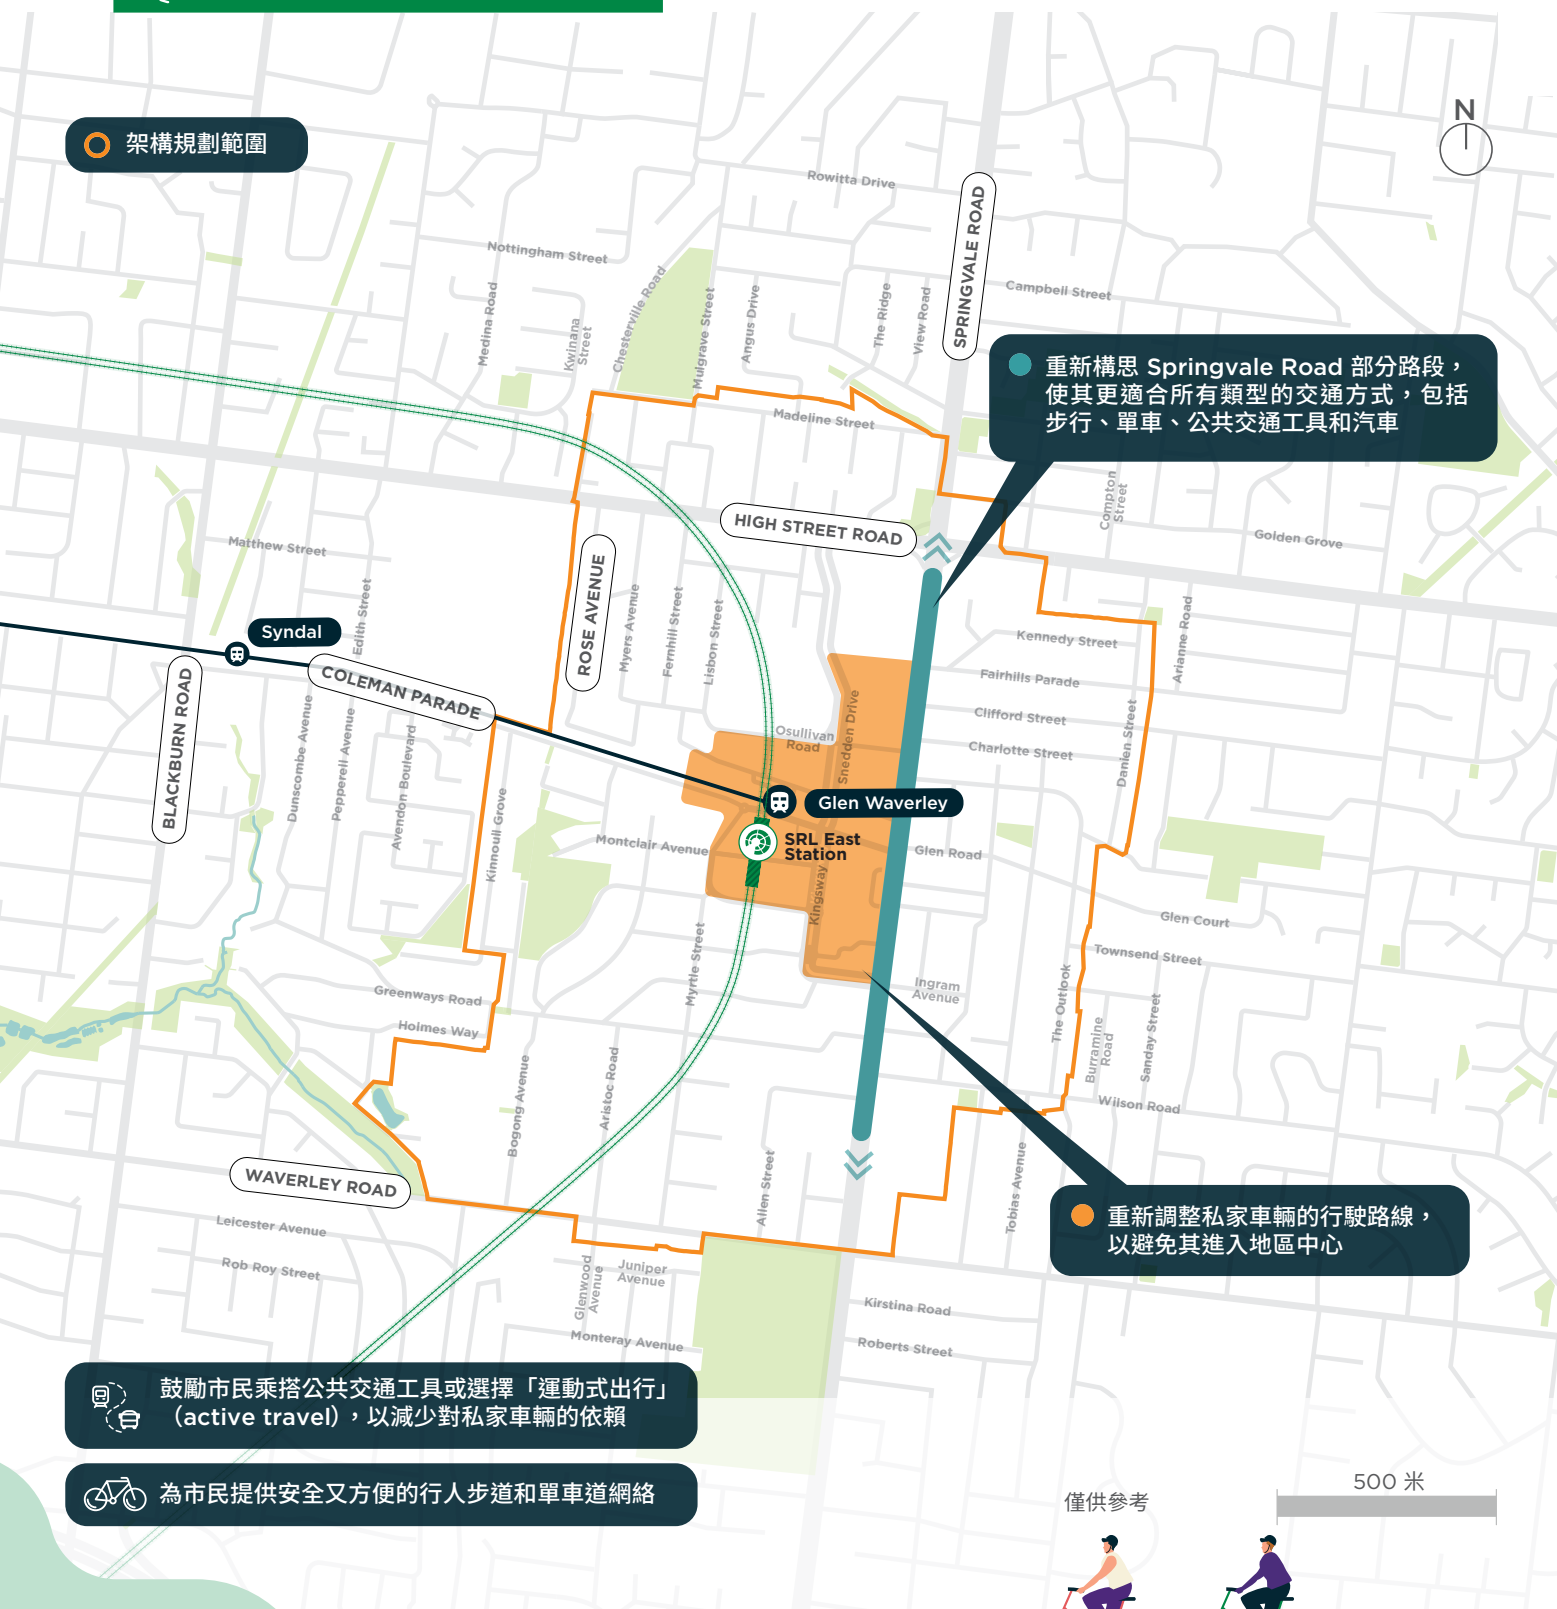 架構規劃範圍
N
Rowitta Drive
SPRINGVALE ROAD
Nottingham Street
Medina Road
Kwinana
Street
Chesterville Road
Mulgrave Street
Angus Drive
The Ridge
View Road
Campbell Street
重新構思 Springvale Road 部分路段，
使其更適合所有類型的交通方式，包括
步行、單車、公共交通工具和汽車
Madeline Street
HIGH STREET ROAD
Compton
Street
Golden Grove
Matthew Street
Edith Street
ROSE AVENUE
Myers Avenue
Fernhill Street
Lisbon Street
Kennedy Street
Arianne Road
Fairhills Parade
Clifford Street
Charlotte Street
Danien Street
Syndal
COLEMAN PARADE
BLACKBURN ROAD
Dunscombe Avenue
Pepperell Avenue
Avendon Boulevard
Kinnoull Grove
Osullivan
Road
Snedden Drive
Glen Waverley
SRL East
Station
Montclair Avenue
Kingsway
Glen Road
Glen Court
Townsend Street
Myrtle Street
Ingram
Avenue
The Outlook
Greenways Road
Holmes Way
Burramine
Road
Sanday Street
Wilson Road
Bogong Avenue
Aristoc Road
Allen Street
Tobias Avenue
WAVERLEY ROAD
重新調整私家車輛的行駛路線，
以避免其進入地區中心
Leicester Avenue
Rob Roy Street
Glenwood
Avenue
Juniper
Avenue
Kirstina Road
Monteray Avenue
Roberts Street
鼓勵市民乘搭公共交通工具或選擇「運動式出行」
（active travel），以減少對私家車輛的依賴
為市民提供安全又方便的行人步道和單車道網絡
僅供參考
500 米